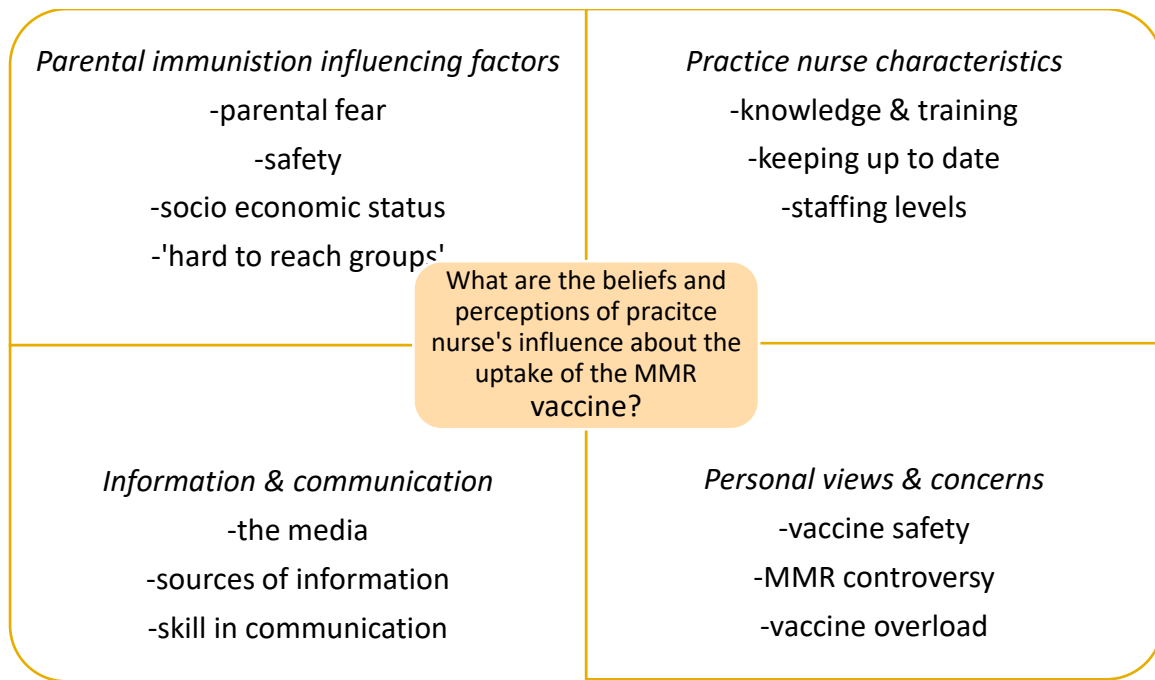 Parental immunistion influencing factors
-parental fear
-safety
-socio economic status
-'hard to reach groups'
Practice nurse characteristics
-knowledge & training
-keeping up to date
-staffing levels
What are the beliefs and
perceptions of pracitce
nurse's influence about the
uptake of the MMR
vaccine?
Information & communication
-the media
-sources of information
-skill in communication
Personal views & concerns
-vaccine safety
-MMR controversy
-vaccine overload